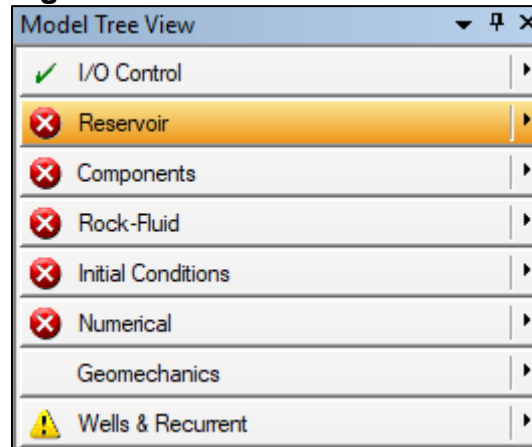 Model Tree View
I/O Control
Reservoir
Components
Rock-Fluid
Initial Conditions
Numerical
Geomechanics
Wells & Recurrent